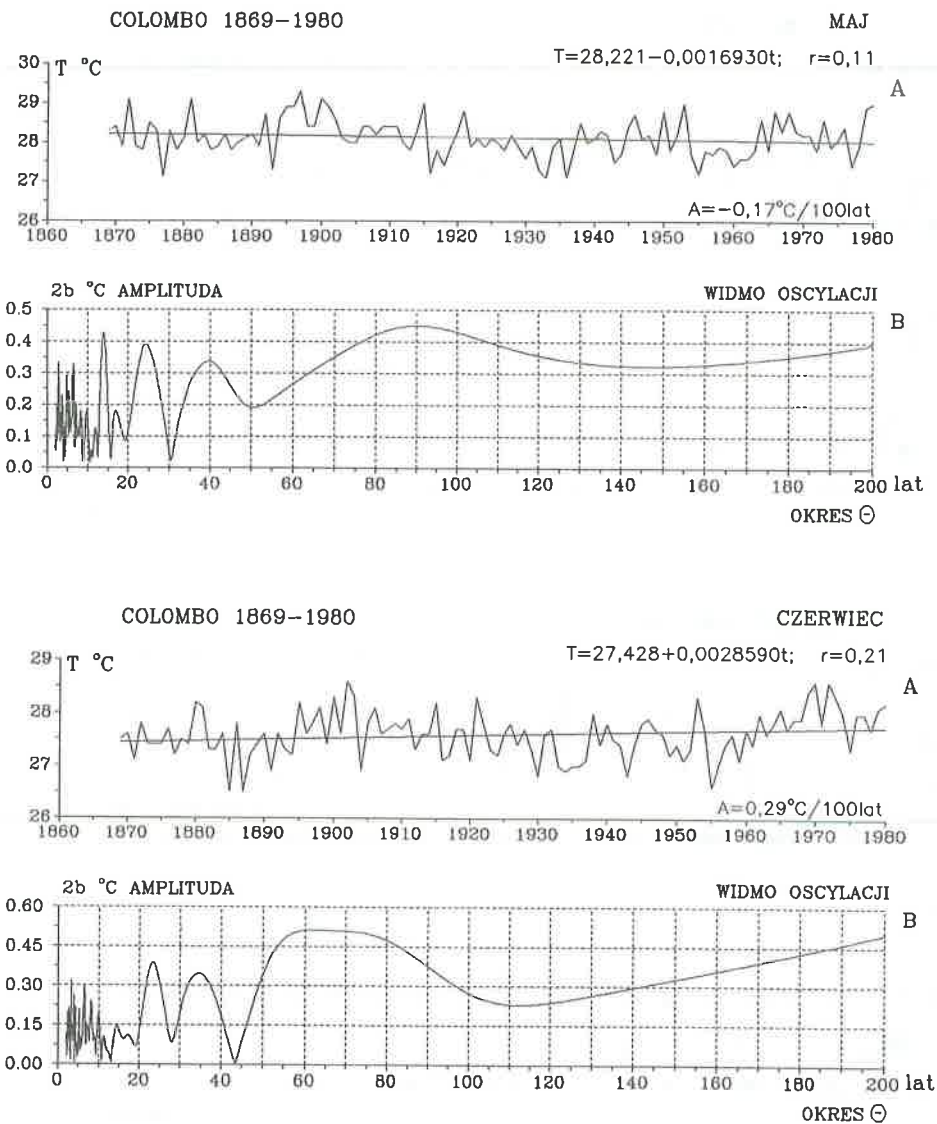 COLOMBO 1869–1980 MAJ
T=28,221–0,0016930t; r=0,11
T °C
A
30
29
28
27
26
A=–0,17°C/100lat
1860 1870 1880 1890 1900 1910 1920 1930 1940 1950 1960 1970 1980
2b °C AMPLITUDA WIDMO OSCYLACJI
B
0.5
0.4
0.3
0.2
0.1
0.0
0 20 40 60 80 100 120 140 160 180 200 lat
OKRES Θ
COLOMBO 1869–1980 CZERWIEC
T=27,428+0,0028590t; r=0,21
T °C
A
29
28
27
26
A=0,29°C/100lat
1860 1870 1880 1890 1900 1910 1920 1930 1940 1950 1960 1970 1980
2b °C AMPLITUDA WIDMO OSCYLACJI
B
0.60
0.45
0.30
0.15
0.00
0 20 40 60 80 100 120 140 160 180 200 lat
OKRES Θ